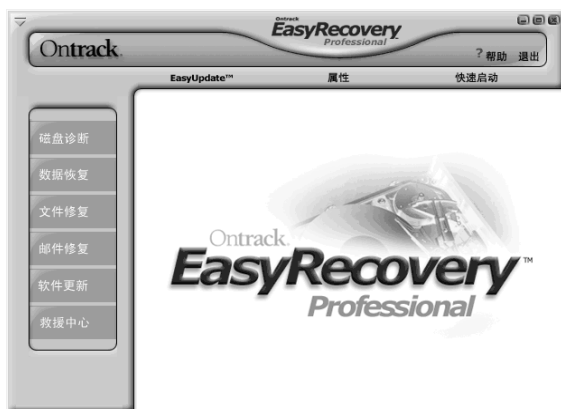 Ontrack
EasyRecovery
Professional
Ontrack.
? 帮助 退出
EasyUpdate™ 属性 快速启动
磁盘诊断
数据恢复
文件修复
邮件修复
软件更新
救援中心
Ontrack.
EasyRecovery™
Professional